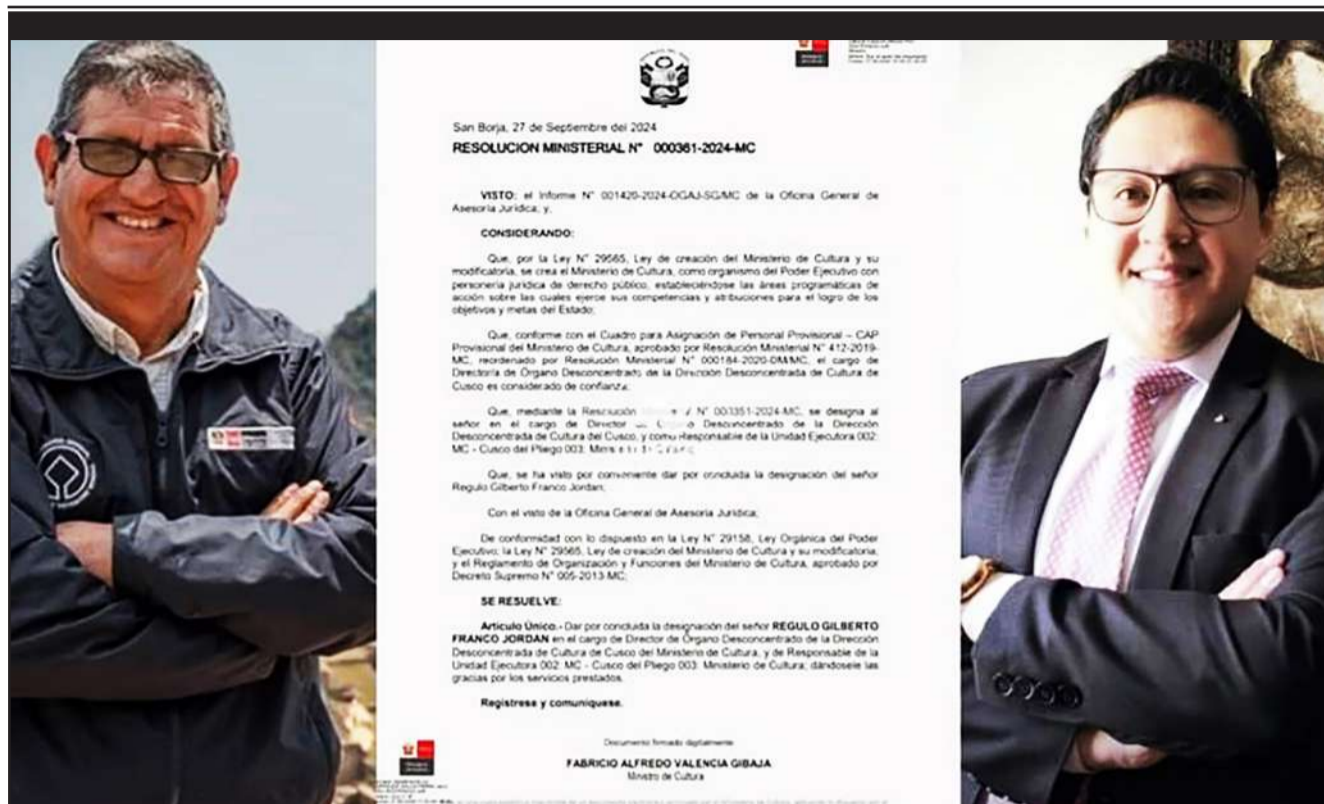 San Borja, 27 de Septiembre del 2024
RESOLUCION MINISTERIAL N° 000361-2024-MC
VISTO: el Informe N° 001420-2024-OGAJ-SG/MC de la Oficina General de
Asesoría Jurídica; y,
CONSIDERANDO:
Que, por la Ley N° 29565, Ley de creación del Ministerio de Cultura y su
modificatoria, se crea el Ministerio de Cultura, como organismo del Poder Ejecutivo con
personería jurídica de derecho público, estableciéndose las áreas programáticas de
acción sobre las cuales ejerce sus competencias y atribuciones para el logro de los
objetivos y metas del Estado;
Que, conforme con el Cuadro para Asignación de Personal Provisional – CAP
Provisional del Ministerio de Cultura, aprobado por Resolución Ministerial N° 412-2019-
MC, reordenado por Resolución Ministerial N° 000184-2020-DM/MC, el cargo de
Director/a de Órgano Desconcentrado de la Dirección Desconcentrada de Cultura de
Cusco es considerado de confianza;
Que, mediante la Resolución N° 000351-2024-MC, se designa al
señor en el cargo de Director de Órgano Desconcentrado de la Dirección
Desconcentrada de Cultura del Cusco, y como Responsable de la Unidad Ejecutora 002:
MC - Cusco del Pliego 003:
Que, se ha visto por conveniente dar por concluida la designación del señor
Regulo Gilberto Franco Jordan;
Con el visto de la Oficina General de Asesoría Jurídica;
De conformidad con lo dispuesto en la Ley N° 29158, Ley Orgánica del Poder
Ejecutivo; la Ley N° 29565, Ley de creación del Ministerio de Cultura y su modificatoria;
y el Reglamento de Organización y Funciones del Ministerio de Cultura, aprobado por
Decreto Supremo N° 005-2013-MC;
SE RESUELVE:
Artículo Único.- Dar por concluida la designación del señor REGULO GILBERTO
FRANCO JORDAN en el cargo de Director de Órgano Desconcentrado de la Dirección
Desconcentrada de Cultura de Cusco del Ministerio de Cultura, y de Responsable de la
Unidad Ejecutora 002: MC - Cusco del Pliego 003: Ministerio de Cultura; dándosele las
gracias por los servicios prestados.
Regístrese y comuníquese.
Documento firmado digitalmente
FABRICIO ALFREDO VALENCIA GIBAJA
Ministro de Cultura